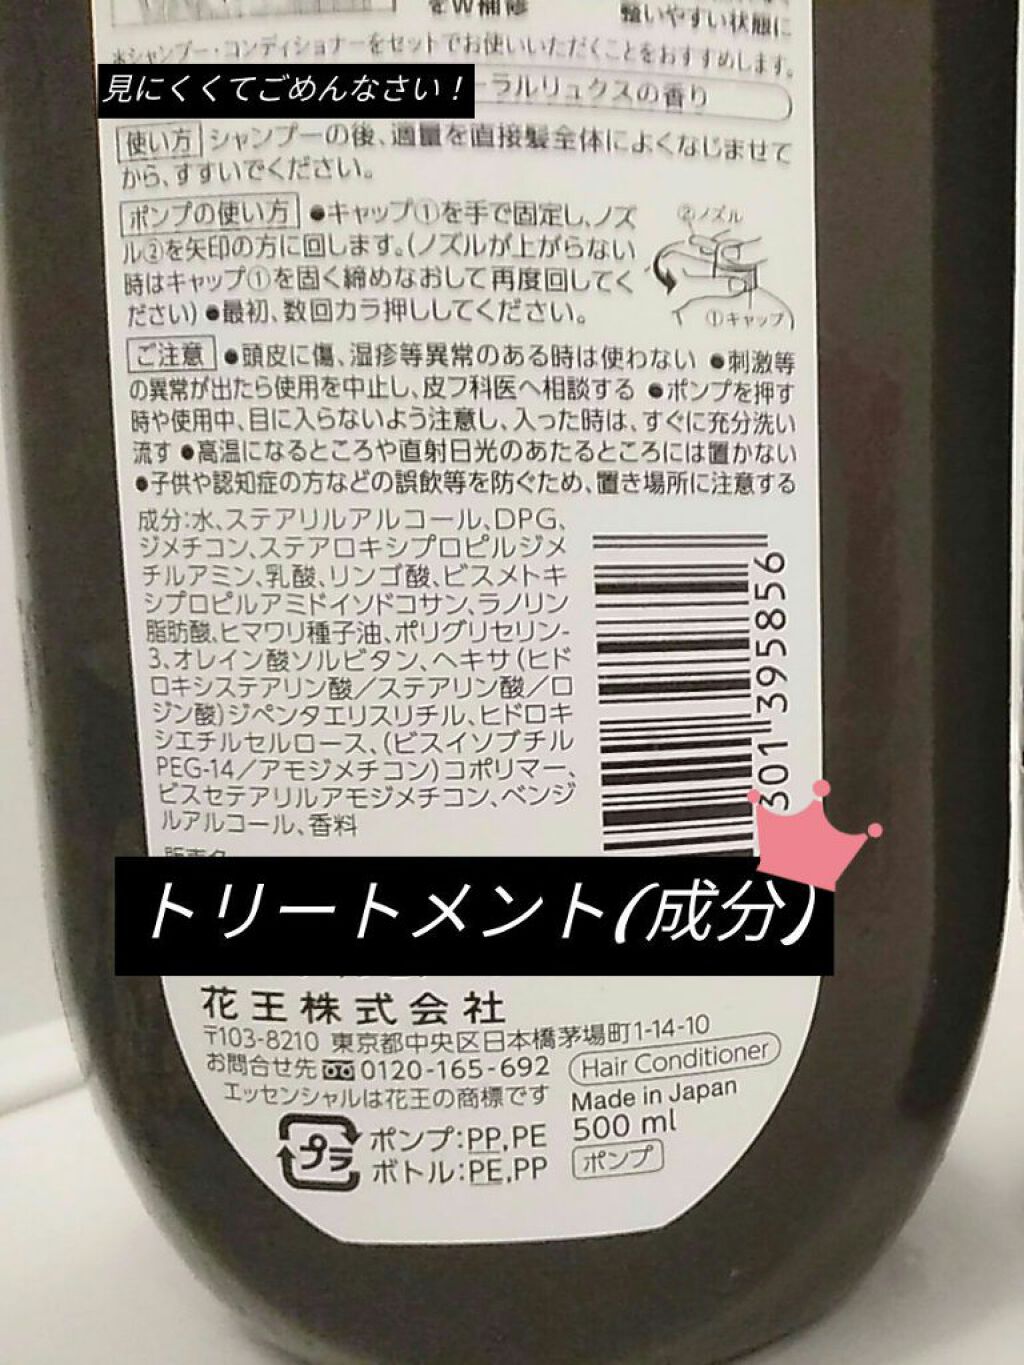 をW補修
整いやすい状態に
*シャンプー・コンディショナーをセットでお使いいただくことをおすすめします。
見にくくてごめんなさい!
ーラルリュクスの香り
使い方 シャンプーの後、適量を直接髪全体によくなじませて
から、すすいでください。
ポンプの使い方 ●キャップ①を手で固定し、ノズ
ル②を矢印の方に回します。(ノズルが上がらない
時はキャップ①を固く締めなおして再度回してく
ださい) ●最初、数回カラ押ししてください。
②ノズル
①キャップ
ご注意 ●頭皮に傷、湿疹等異常のある時は使わない ●刺激等
の異常が出たら使用を中止し、皮フ科医へ相談する ●ポンプを押す
時や使用中、目に入らないよう注意し、入った時は、すぐに充分洗い
流す ●高温になるところや直射日光のあたるところには置かない
●子供や認知症の方などの誤飲等を防ぐため、置き場所に注意する
成分:水、ステアリルアルコール、DPG、
ジメチコン、ステアロキシプロピルジメ
チルアミン、乳酸、リンゴ酸、ビスメトキ
シプロピルアミドイソドコサン、ラノリン
脂肪酸、ヒマワリ種子油、ポリグリセリン-
3、オレイン酸ソルビタン、ヘキサ(ヒド
ロキシステアリン酸/ステアリン酸/ロ
ジン酸)ジペンタエリスリチル、ヒドロキ
シエチルセルロース、(ビスイソブチル
PEG-14/アモジメチコン)コポリマー、
ビスセテアリルアモジメチコン、ベンジ
ルアルコール、香料
301 395856
トリートメント(成分)
花王株式会社
〒103-8210 東京都中央区日本橋茅場町1-14-10
お問合せ先 0120-165-692
エッセンシャルは花王の商標です
Hair Conditioner
Made in Japan
500 ml
ポンプ
プラ
ポンプ:PP,PE
ボトル:PE,PP